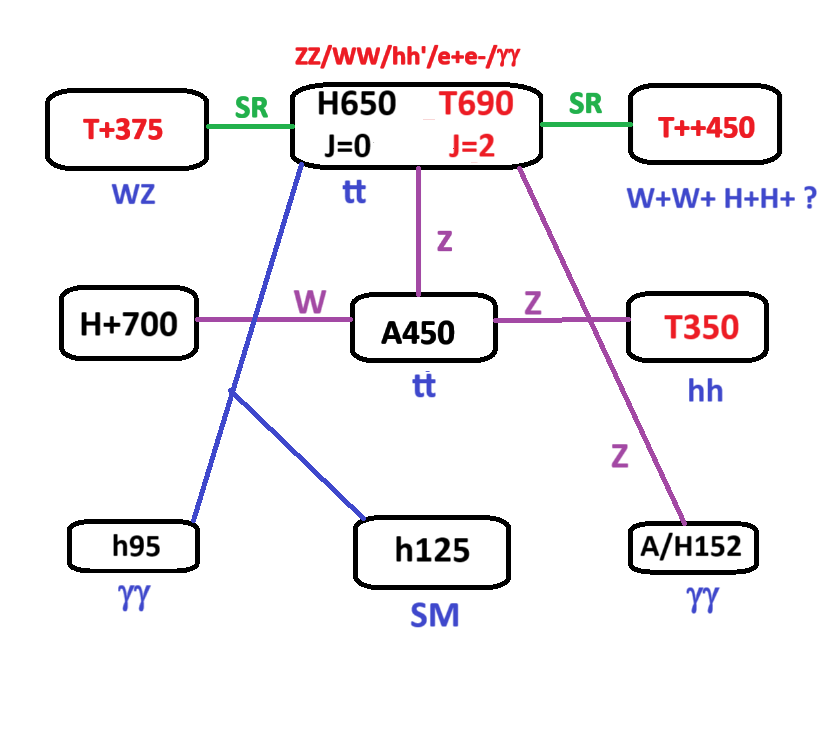 ZZ/WW/hh'/e+e-/γγ
T+375
SR
H650 T690
J=0 J=2
SR
T++450
WZ
tt̄
W+W+ H+H+ ?
Z
H+700
W
A450
Z
T350
tt̄
hh
Z
h95
h125
A/H152
γγ
SM
γγ